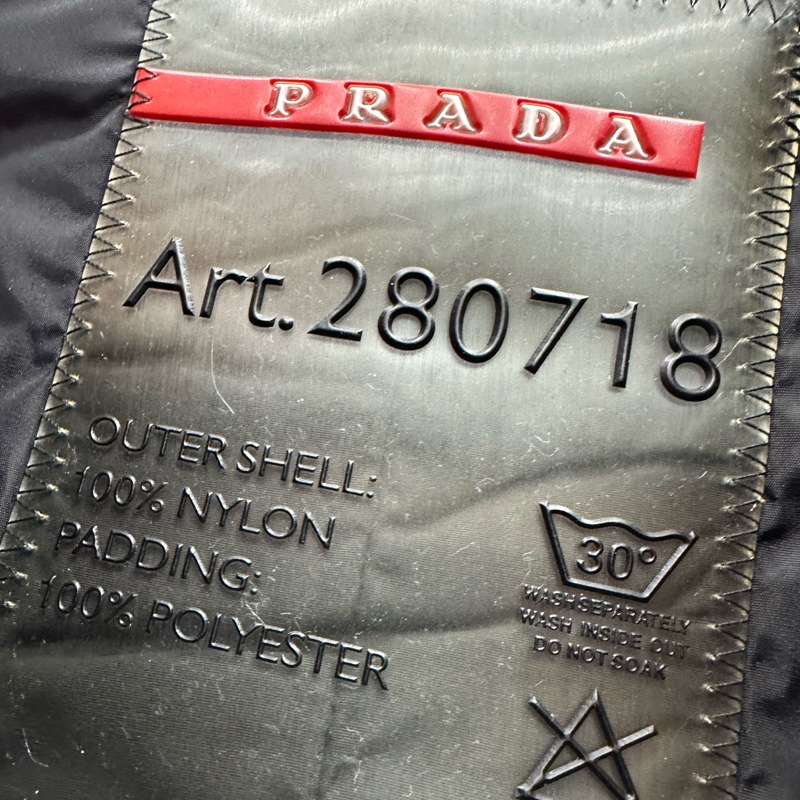 PRADA
Art.280718
OUTER SHELL:
100% NYLON
PADDING:
100% POLYESTER
30°
WASH SEPARATELY
WASH INSIDE OUT
DO NOT SOAK